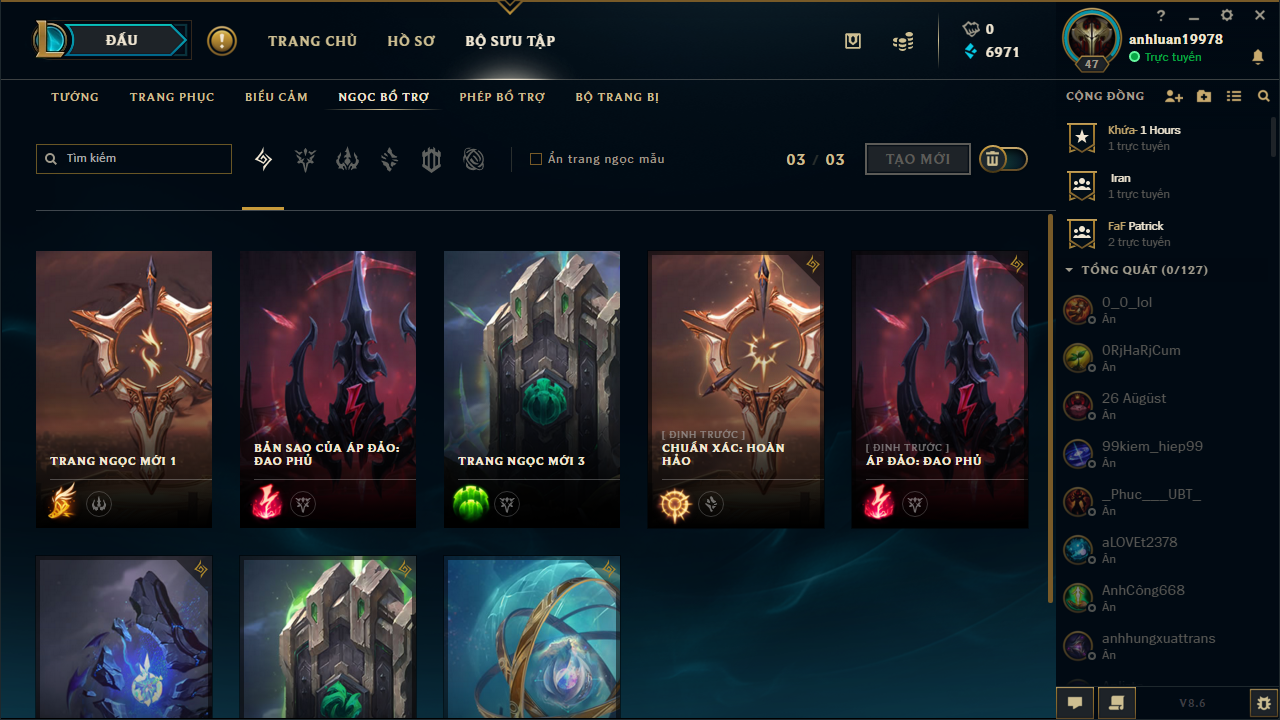 ĐẤU
!
TRANG CHỦ
HỒ SƠ
BỘ SƯU TẬP
0
6971
?
47
anhluan19978
Trực tuyến
TƯỚNG
TRANG PHỤC
BIỂU CẢM
NGỌC BỔ TRỢ
PHÉP BỔ TRỢ
BỘ TRANG BỊ
CỘNG ĐỒNG
Tìm kiếm
Ẩn trang ngọc mẫu
03 / 03
TẠO MỚI
Khứa- 1 Hours
1 trực tuyến
Iran
1 trực tuyến
FaF Patrick
2 trực tuyến
TỔNG QUÁT (0/127)
0_0_lol
Ẩn
0RjHaRjCum
Ẩn
26 Aügüst
Ẩn
99kiem_hiep99
Ẩn
_Phuc____UBT_
Ẩn
aLOVEt2378
Ẩn
AnhCông668
Ẩn
anhhungxuattrans
Ẩn
TRANG NGỌC MỚI 1
BẢN SAO CỦA ÁP ĐẢO:
ĐAO PHỦ
TRANG NGỌC MỚI 3
[ ĐỊNH TRƯỚC ]
CHUẨN XÁC: HOÀN
HẢO
[ ĐỊNH TRƯỚC ]
ÁP ĐẢO: ĐAO PHỦ
V8.6